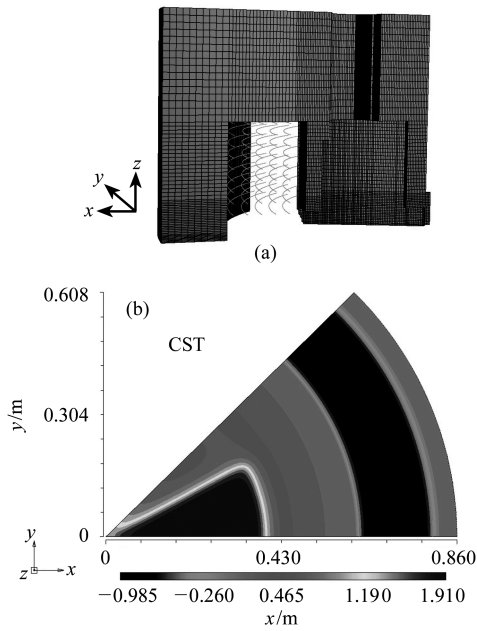 z
y
x
(a)
0.608
(b)
CST
y/m
0.304
0
0
0.430
0.860
y
z
x
−0.985
−0.260
0.465
1.190
1.910
x/m